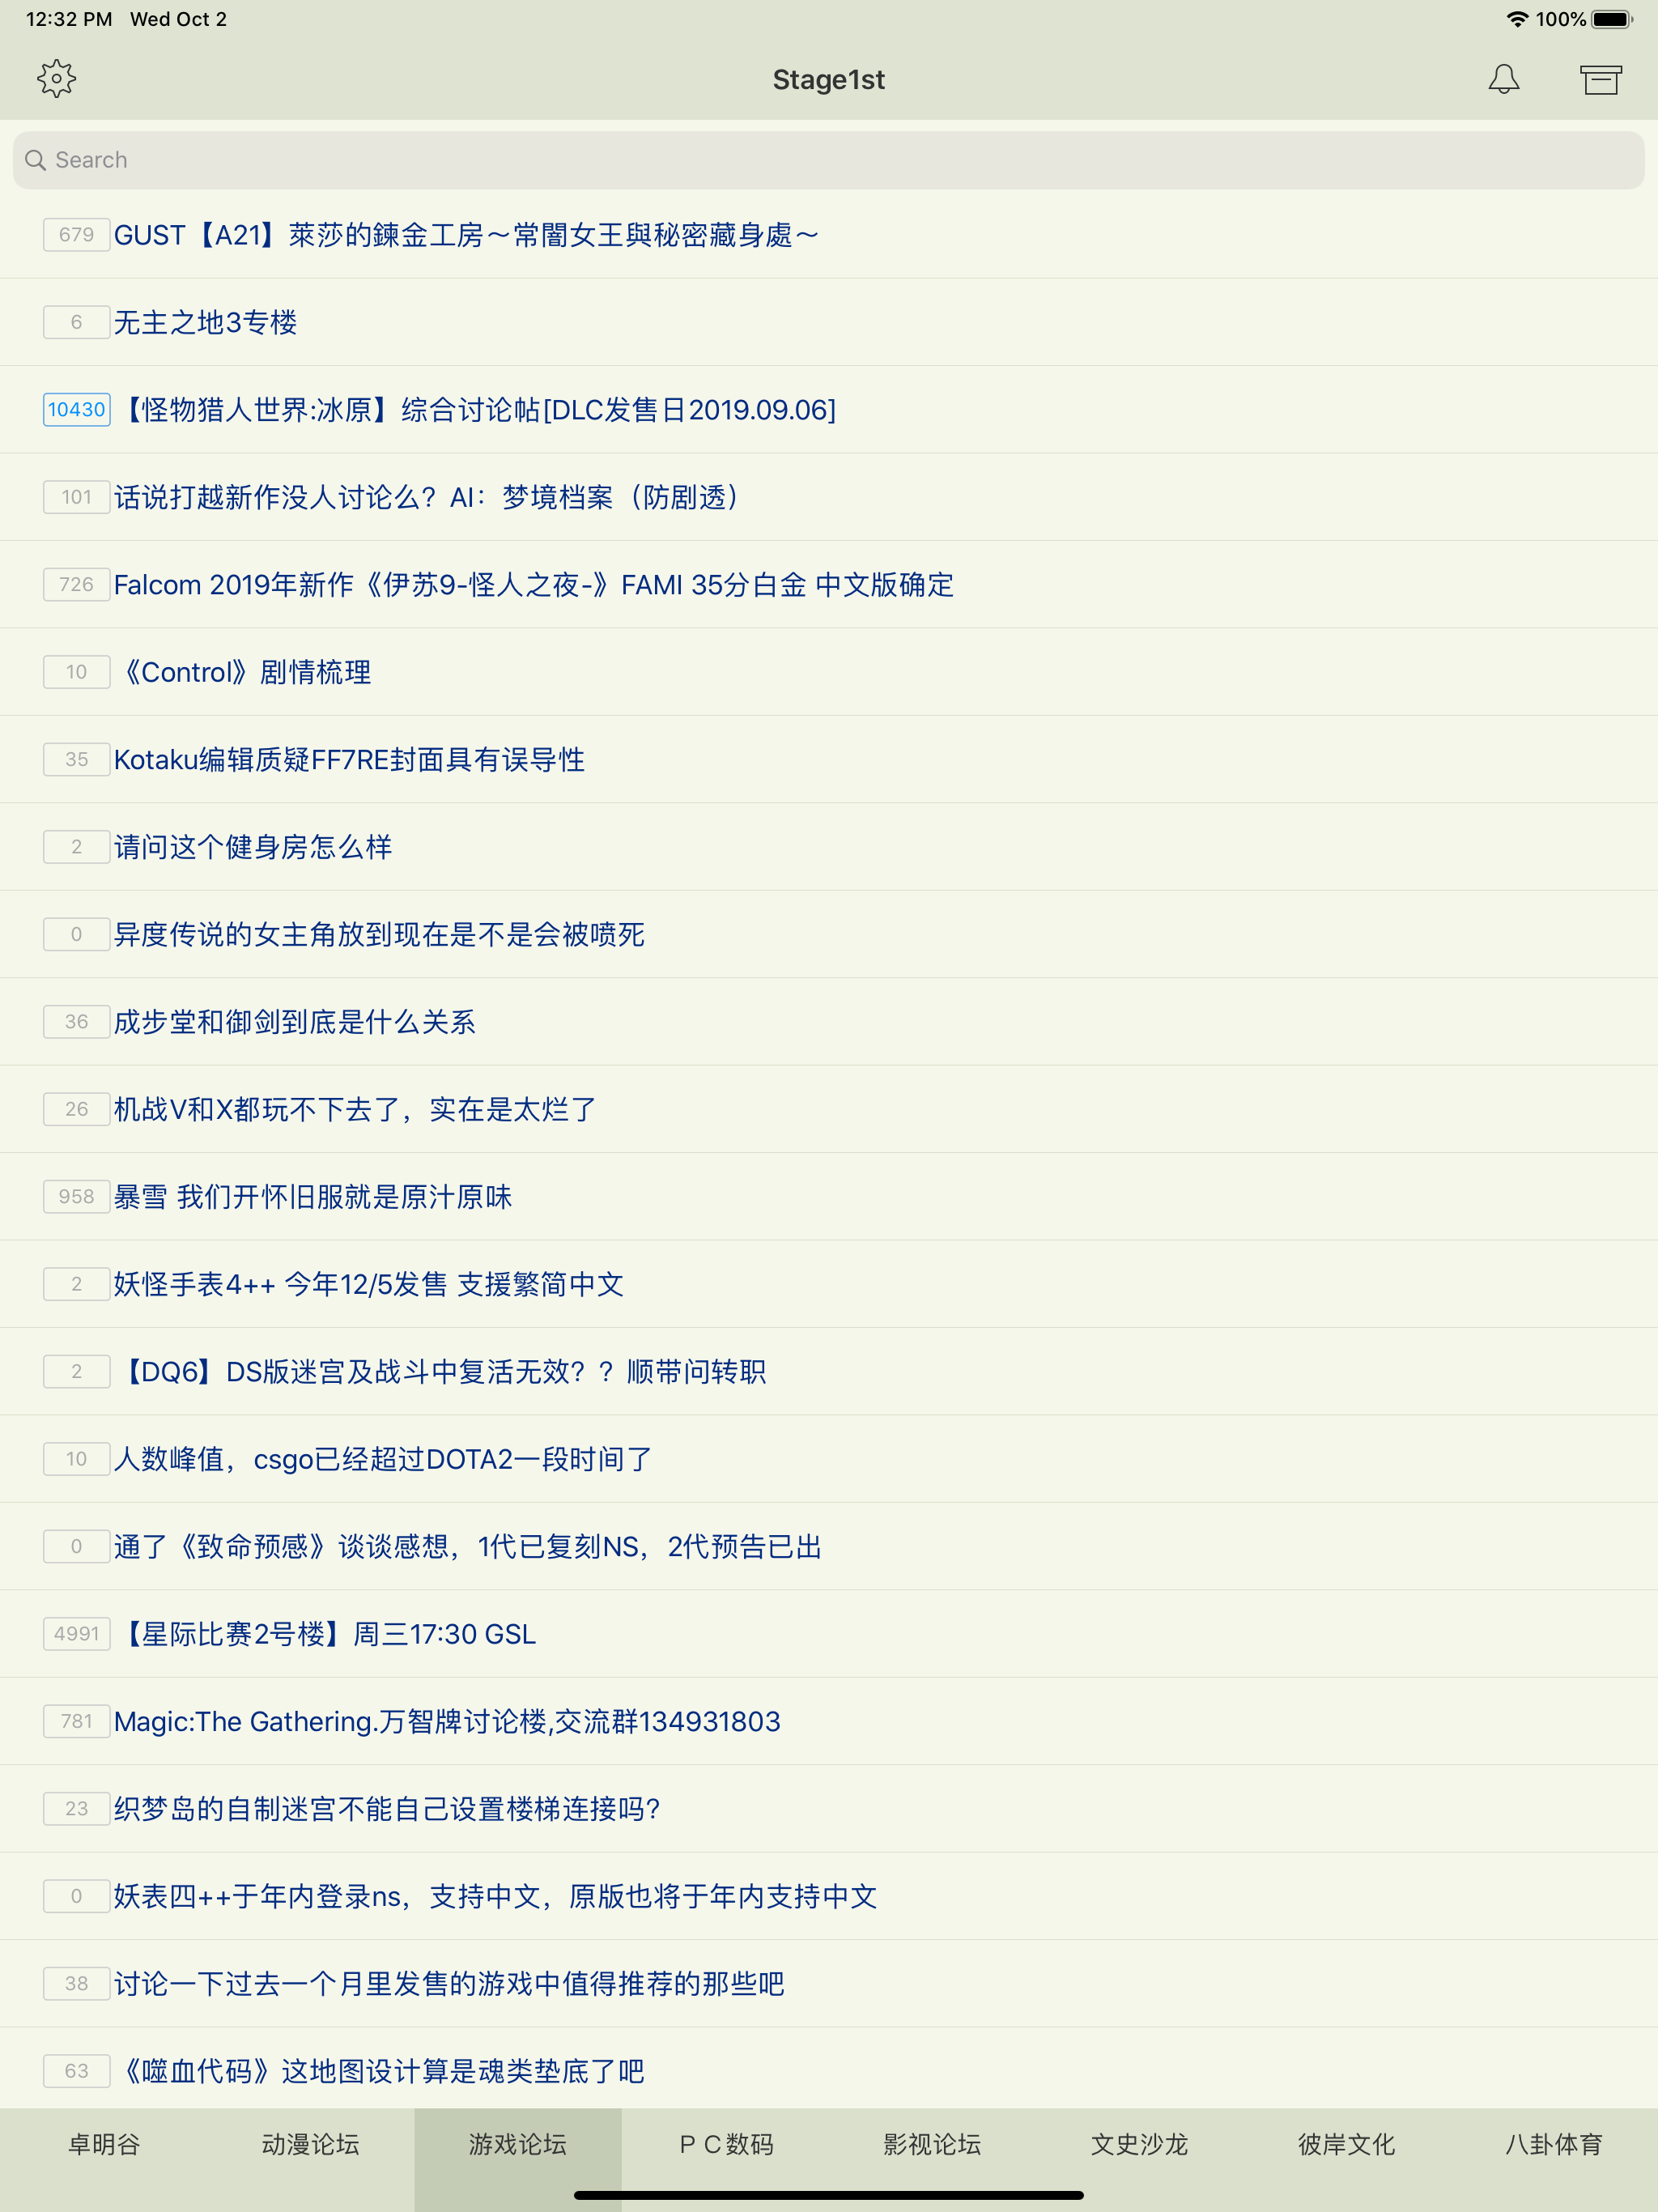 12:32 PM Wed Oct 2 100%
Stage1st
Search
679 GUST【A21】萊莎的鍊金工房～常闇女王與秘密藏身處～
6 无主之地3专楼
10430 【怪物猎人世界:冰原】综合讨论帖[DLC发售日2019.09.06]
101 话说打越新作没人讨论么？AI：梦境档案（防剧透）
726 Falcom 2019年新作《伊苏9-怪人之夜-》FAMI 35分白金 中文版确定
10 《Control》剧情梳理
35 Kotaku编辑质疑FF7RE封面具有误导性
2 请问这个健身房怎么样
0 异度传说的女主角放到现在是不是会被喷死
36 成步堂和御剑到底是什么关系
26 机战V和X都玩不下去了，实在是太烂了
958 暴雪 我们开怀旧服就是原汁原味
2 妖怪手表4++ 今年12/5发售 支援繁简中文
2 【DQ6】DS版迷宫及战斗中复活无效？？顺带问转职
10 人数峰值，csgo已经超过DOTA2一段时间了
0 通了《致命预感》谈谈感想，1代已复刻NS，2代预告已出
4991 【星际比赛2号楼】周三17:30 GSL
781 Magic:The Gathering.万智牌讨论楼,交流群134931803
23 织梦岛的自制迷宫不能自己设置楼梯连接吗?
0 妖表四++于年内登录ns，支持中文，原版也将于年内支持中文
38 讨论一下过去一个月里发售的游戏中值得推荐的那些吧
63 《噬血代码》这地图设计算是魂类垫底了吧
卓明谷 动漫论坛 游戏论坛 ＰＣ数码 影视论坛 文史沙龙 彼岸文化 八卦体育